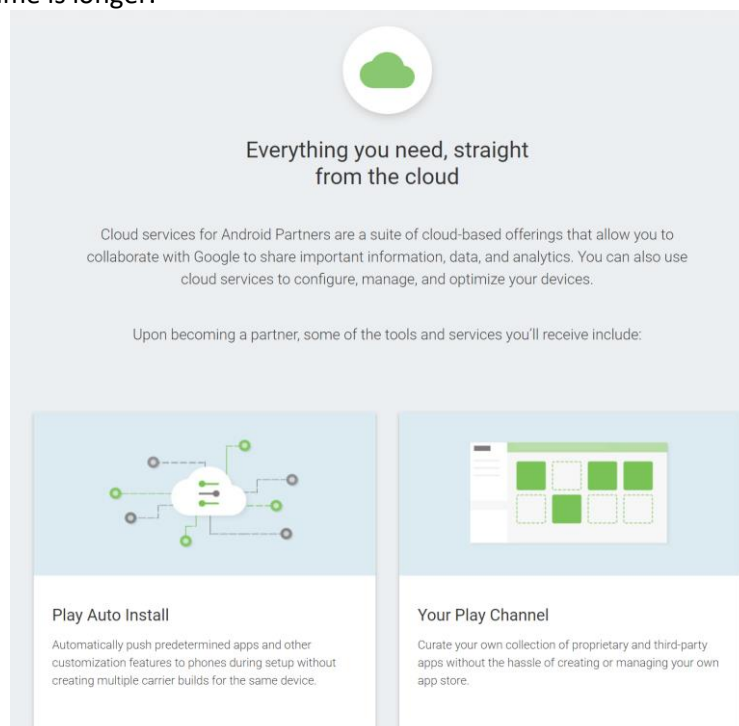 me is longer.
Everything you need, straight
from the cloud
Cloud services for Android Partners are a suite of cloud-based offerings that allow you to
collaborate with Google to share important information, data, and analytics. You can also use
cloud services to configure, manage, and optimize your devices.
Upon becoming a partner, some of the tools and services you'll receive include:
Play Auto Install
Automatically push predetermined apps and other
customization features to phones during setup without
creating multiple carrier builds for the same device.
Your Play Channel
Curate your own collection of proprietary and third-party
apps without the hassle of creating or managing your own
app store.